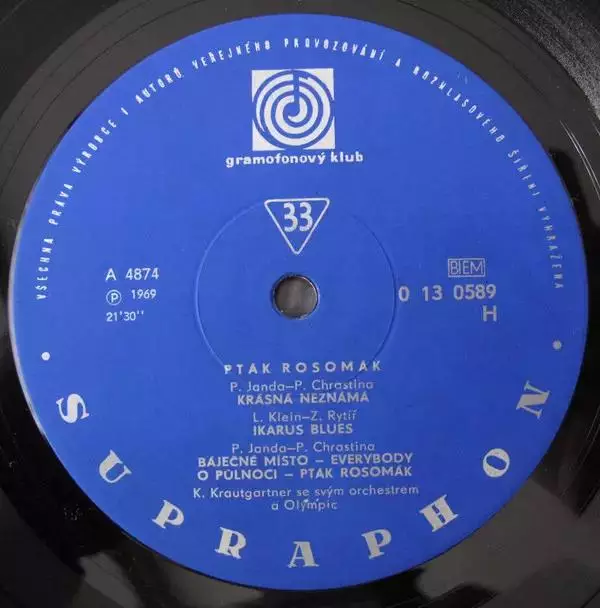 VŠECHNA PRÁVA VÝROBCE I AUTORŮ VEŘEJNÉHO PROVOZOVÁNÍ A ROZHLASOVÉHO ŠÍŘENÍ VYHRAŽENA
gramofonový klub
33
A 4874
℗ 1969
21'30''
BIEM
0 13 0589
H
PTÁK ROSOMÁK
P. Janda–P. Chrastina
KRÁSNÁ NEZNÁMÁ
L. Klein–Z. Rytíř
IKARUS BLUES
P. Janda–P. Chrastina
BÁJEČNÉ MÍSTO – EVERYBODY
O PŮLNOCI – PTÁK ROSOMÁK
K. Krautgartner se svým orchestrem
a Olympic
• SUPRAPHON •